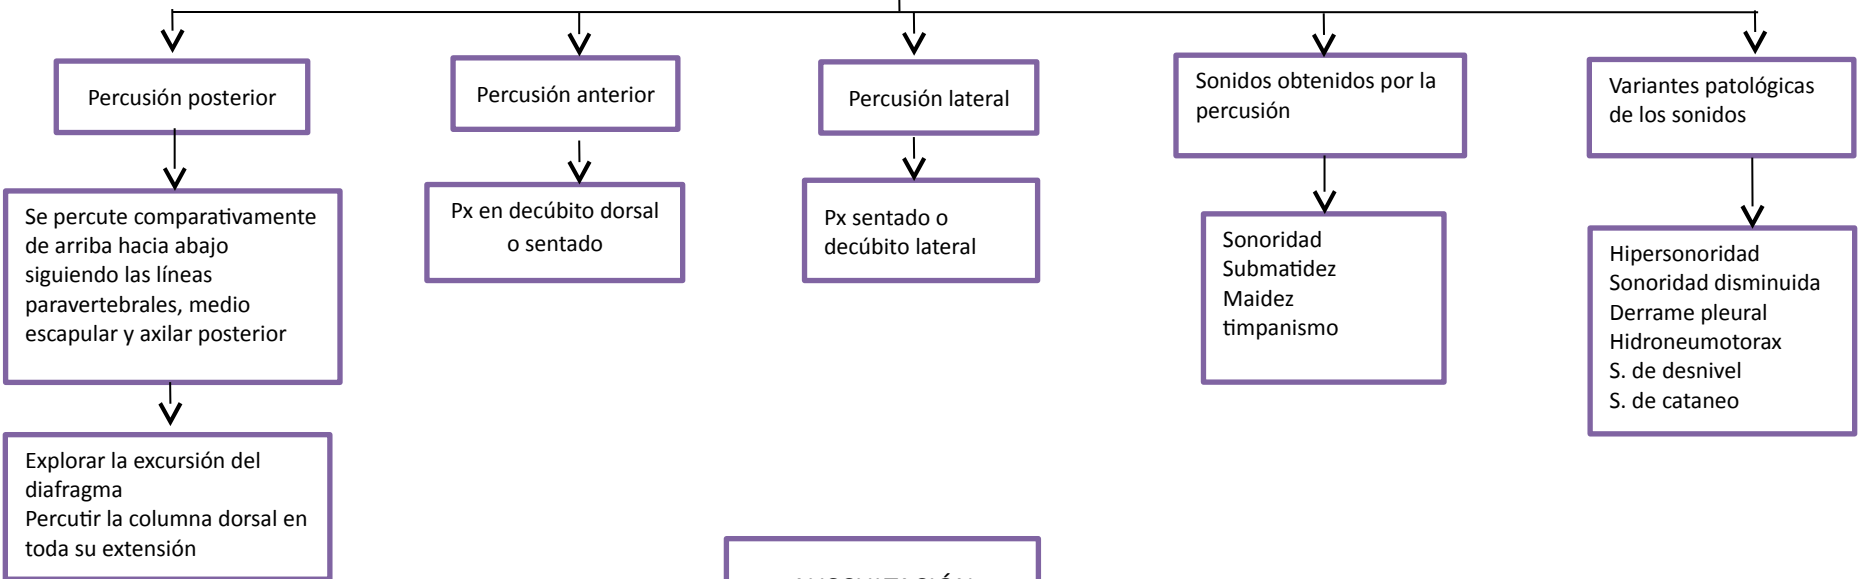 Percusión posterior
Percusión anterior
Percusión lateral
Sonidos obtenidos por la
percusión
Variantes patológicas
de los sonidos
Se percute comparativamente
de arriba hacia abajo
siguiendo las líneas
paravertebrales, medio
escapular y axilar posterior
Px en decúbito dorsal
o sentado
Px sentado o
decúbito lateral
Sonoridad
Submatidez
Maidez
timpanismo
Hipersonoridad
Sonoridad disminuida
Derrame pleural
Hidroneumotorax
S. de desnivel
S. de cataneo
Explorar la excursión del
diafragma
Percutir la columna dorsal en
toda su extensión
AUSCULTACIÓN